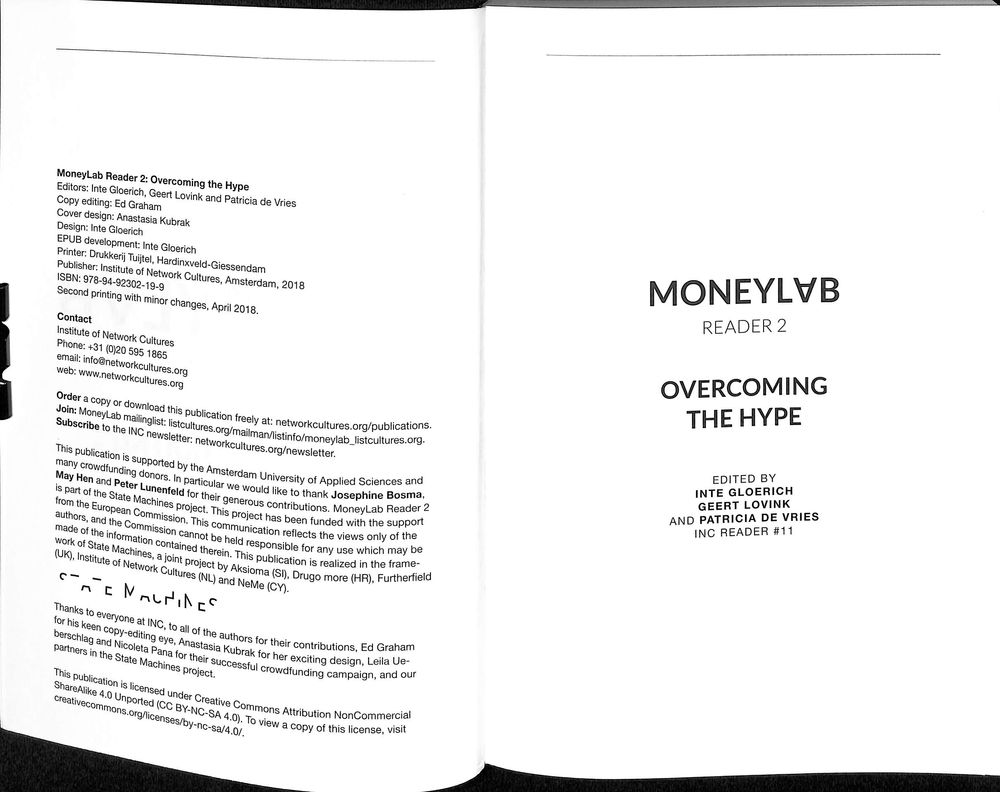 MoneyLab Reader 2: Overcoming the Hype
Editors: Inte Gloerich, Geert Lovink and Patricia de Vries
Copy editing: Ed Graham
Cover design: Anastasia Kubrak
Design: Inte Gloerich
EPUB development: Inte Gloerich
Printer: Drukkerij Tuijtel, Hardinxveld-Giessendam
Publisher: Institute of Network Cultures, Amsterdam, 2018
ISBN: 978-94-92302-19-9
Second printing with minor changes, April 2018.
Contact
Institute of Network Cultures
Phone: +31 (0)20 595 1865
email: info@networkcultures.org
web: www.networkcultures.org
Order a copy or download this publication freely at: networkcultures.org/publications.
Join: MoneyLab mailinglist: listcultures.org/mailman/listinfo/moneylab_listcultures.org.
Subscribe to the INC newsletter: networkcultures.org/newsletter.
This publication is supported by the Amsterdam University of Applied Sciences and
many crowdfunding donors. In particular we would like to thank Josephine Bosma,
May Hen and Peter Lunenfeld for their generous contributions. MoneyLab Reader 2
is part of the State Machines project. This project has been funded with the support
from the European Commission. This communication reflects the views only of the
authors, and the Commission cannot be held responsible for any use which may be
made of the information contained therein. This publication is realized in the frame-
work of State Machines, a joint project by Aksioma (SI), Drugo more (HR), Furtherfield
(UK), Institute of Network Cultures (NL) and NeMe (CY).
STATE MACHINES
Thanks to everyone at INC, to all of the authors for their contributions, Ed Graham
for his keen copy-editing eye, Anastasia Kubrak for her exciting design, Leila Ue-
berschlag and Nicoleta Pana for their successful crowdfunding campaign, and our
partners in the State Machines project.
This publication is licensed under Creative Commons Attribution NonCommercial
ShareAlike 4.0 Unported (CC BY-NC-SA 4.0). To view a copy of this license, visit
creativecommons.org/licenses/by-nc-sa/4.0/.
MONEYL∀B
READER 2
OVERCOMING
THE HYPE
EDITED BY
INTE GLOERICH
GEERT LOVINK
AND PATRICIA DE VRIES
INC READER #11